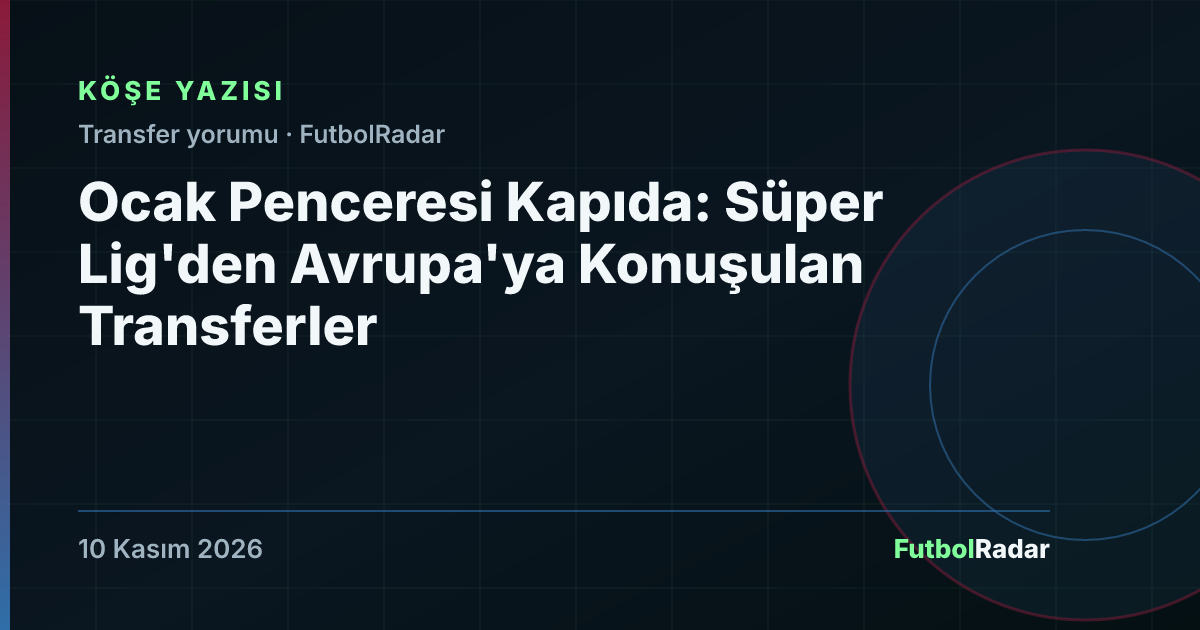 KÖŞE YAZISI
Transfer yorumu · FutbolRadar
Ocak Penceresi Kapıda: Süper
Lig'den Avrupa'ya Konuşulan
Transferler
10 Kasım 2026
FutbolRadar